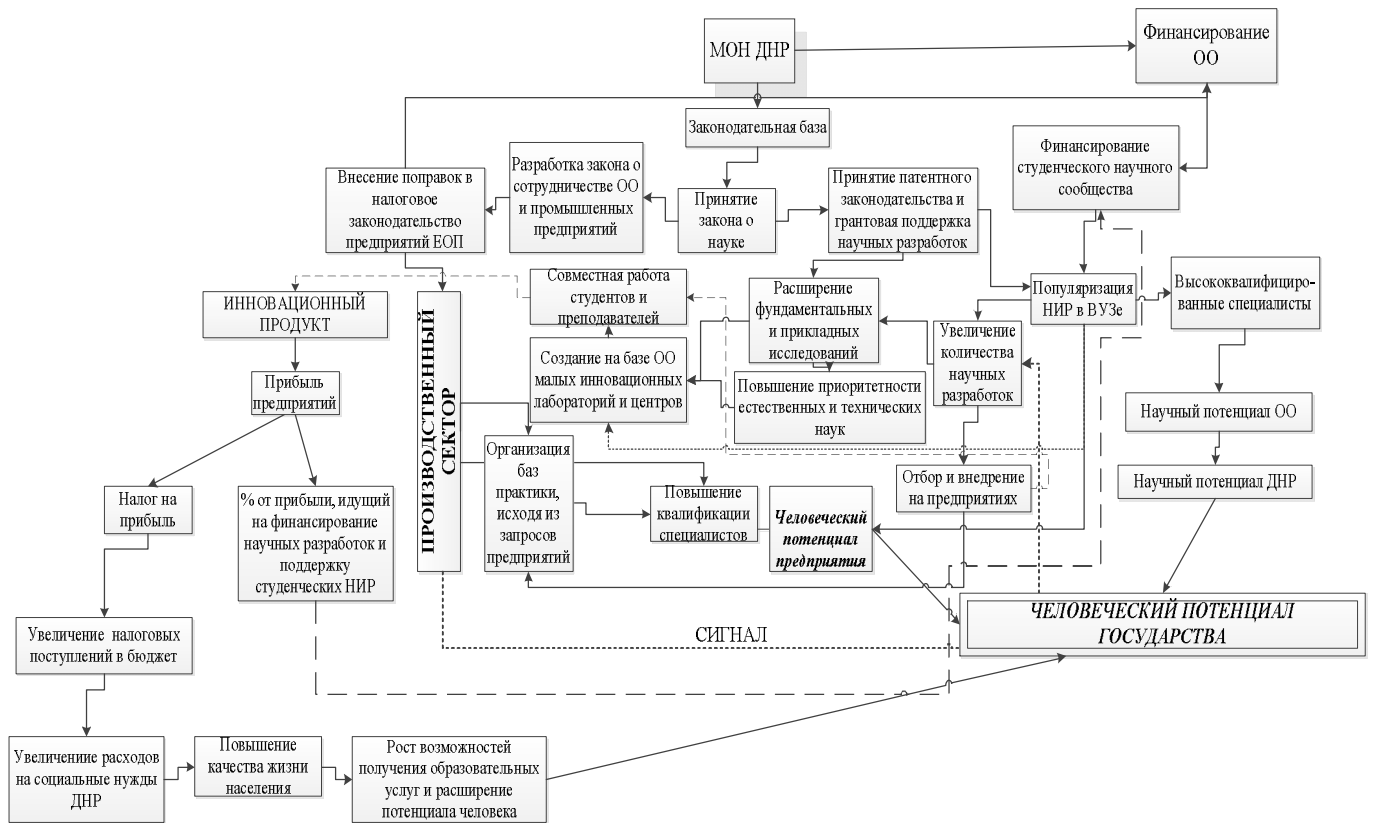 МОН ДНР
Финансирование
ОО
Законодательная база
Финансирование
студенческого научного
сообщества
Внесение поправок в
налоговое
законодательство
предприятий ЕОП
Разработка закона о
сотрудничестве ОО
и промышленных
предприятий
Принятие
закона о
науке
Принятие патентного
законодательства и
грантовая поддержка
научных разработок
ИННОВАЦИОННЫЙ
ПРОДУКТ
Совместная работа
студентов и
преподавателей
Расширение
фундаментальных
и прикладных
исследований
Популяризация
НИР в ВУЗе
Высококвалифициро-
ванные специалисты
Прибыль
предприятий
ПРОИЗВОДСТВЕННЫЙ
СЕКТОР
Создание на базе ОО
малых инновационных
лабораторий и центров
Увеличение
количества
научных
разработок
Повышение приоритетности
естественных и технических
наук
Научный потенциал ОО
Налог на
прибыль
% от прибыли, идущий
на финансирование
научных разработок и
поддержку
студенческих НИР
Организация
баз
практики,
исходя из
запросов
предприятий
Повышение
квалификации
специалистов
Человеческий
потенциал
предприятия
Отбор и внедрение
на предприятиях
Научный потенциал ДНР
Увеличение налоговых
поступлений в бюджет
СИГНАЛ
ЧЕЛОВЕЧЕСКИЙ ПОТЕНЦИАЛ
ГОСУДАРСТВА
Увеличениие расходов
на социальные нужды
ДНР
Повышение
качества жизни
населения
Рост возможностей
получения образовательных
услуг и расширение
потенциала человека